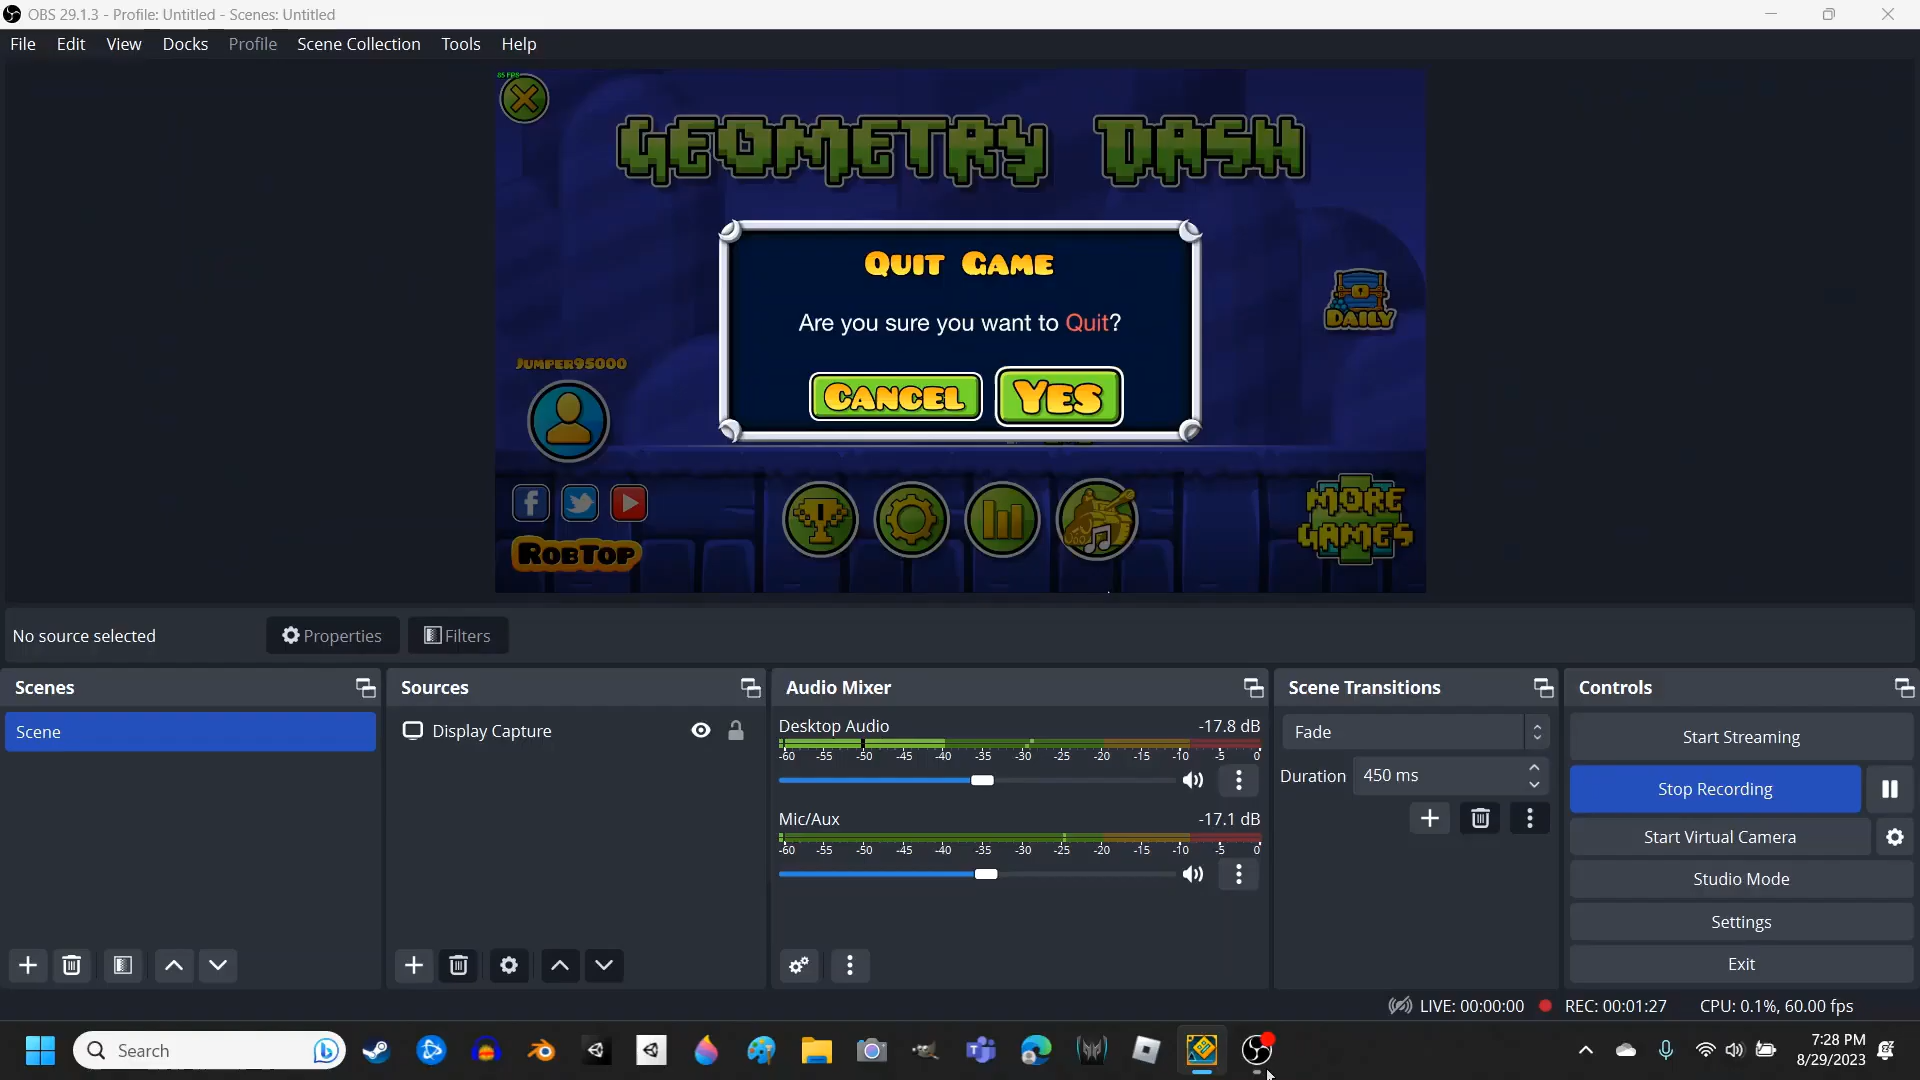 OBS 29.1.3 - Profile: Untitled - Scenes: Untitled
File Edit View Docks Profile Scene Collection Tools Help
85 FPS
GEOMETRY DASH
QUIT GAME
Are you sure you want to Quit?
DAILY
JUMPER95000
CANCEL YES
MORE GAMES
ROBTOP
No source selected Properties Filters
Scenes
Scene
Sources
Display Capture
Audio Mixer
Desktop Audio -17.8 dB
-60 -55 -50 -45 -40 -35 -30 -25 -20 -15 -10 -5 0
Mic/Aux -17.1 dB
-60 -55 -50 -45 -40 -35 -30 -25 -20 -15 -10 -5 0
Scene Transitions
Fade
Duration 450 ms
Controls
Start Streaming
Stop Recording
Start Virtual Camera
Studio Mode
Settings
Exit
LIVE: 00:00:00 REC: 00:01:27 CPU: 0.1%, 60.00 fps
Search
7:28 PM
8/29/2023